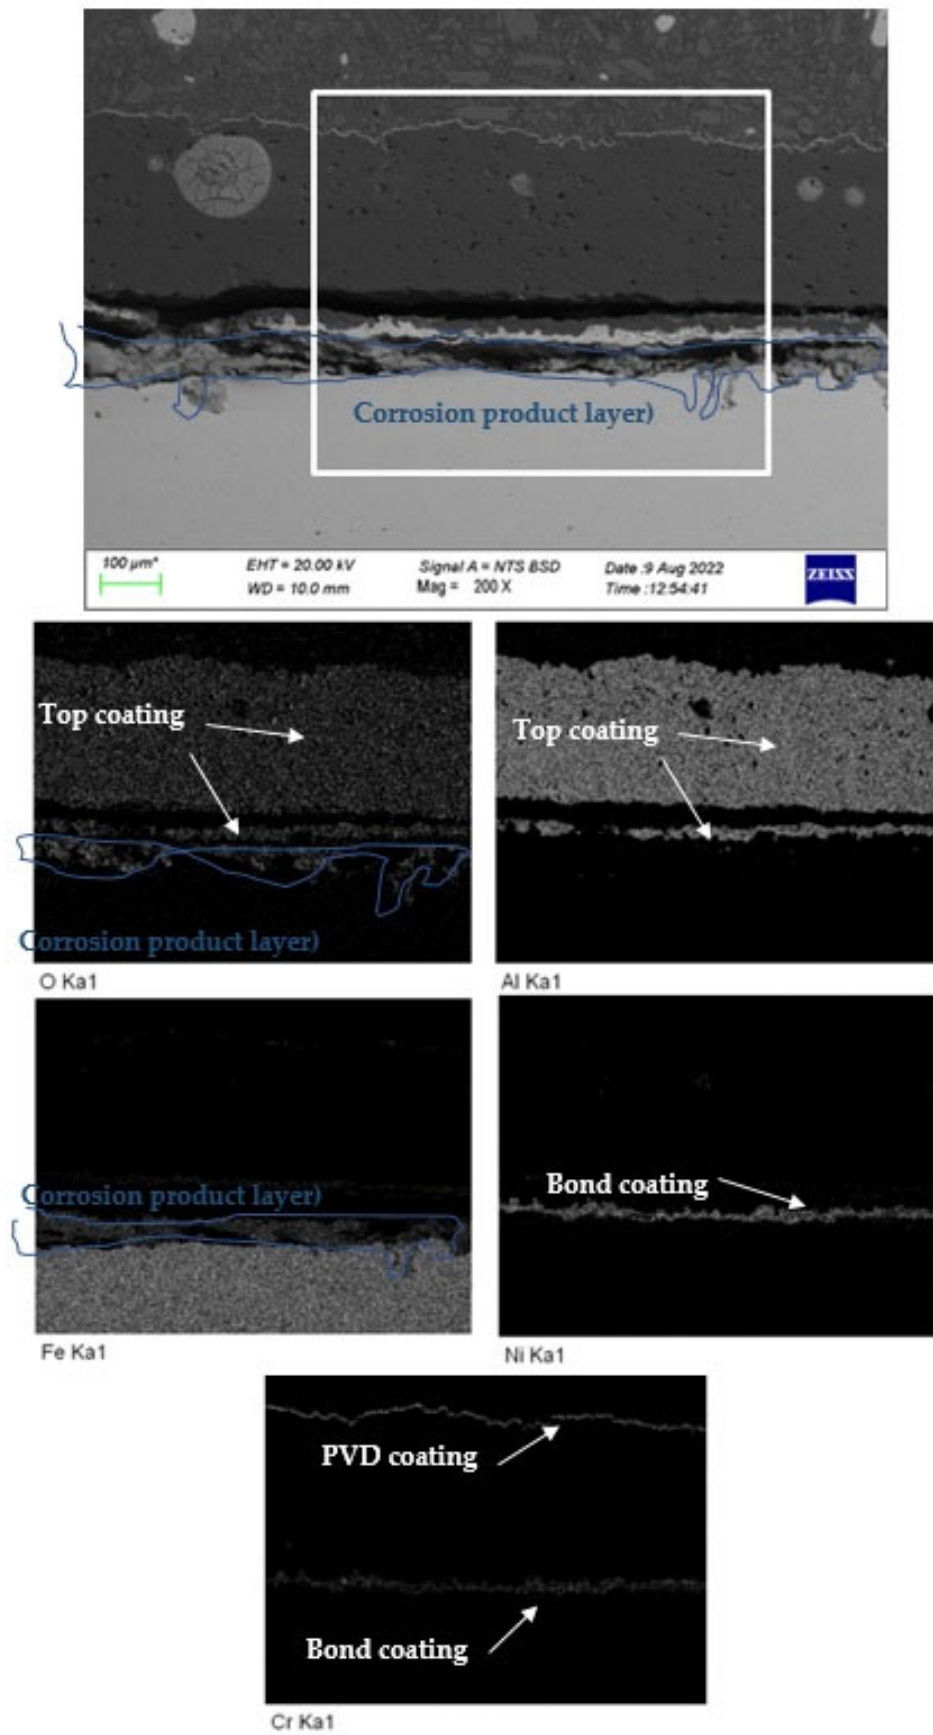 Corrosion product layer)
100 µm*
EHT = 20.00 kV
Signal A = NTS BSD
Date :9 Aug 2022
WD = 10.0 mm
Mag = 200 X
Time :12:54:41
ZEISS
Top coating
Top coating
Corrosion product layer)
O Ka1
Al Ka1
Corrosion product layer)
Bond coating
Fe Ka1
Ni Ka1
PVD coating
Bond coating
Cr Ka1